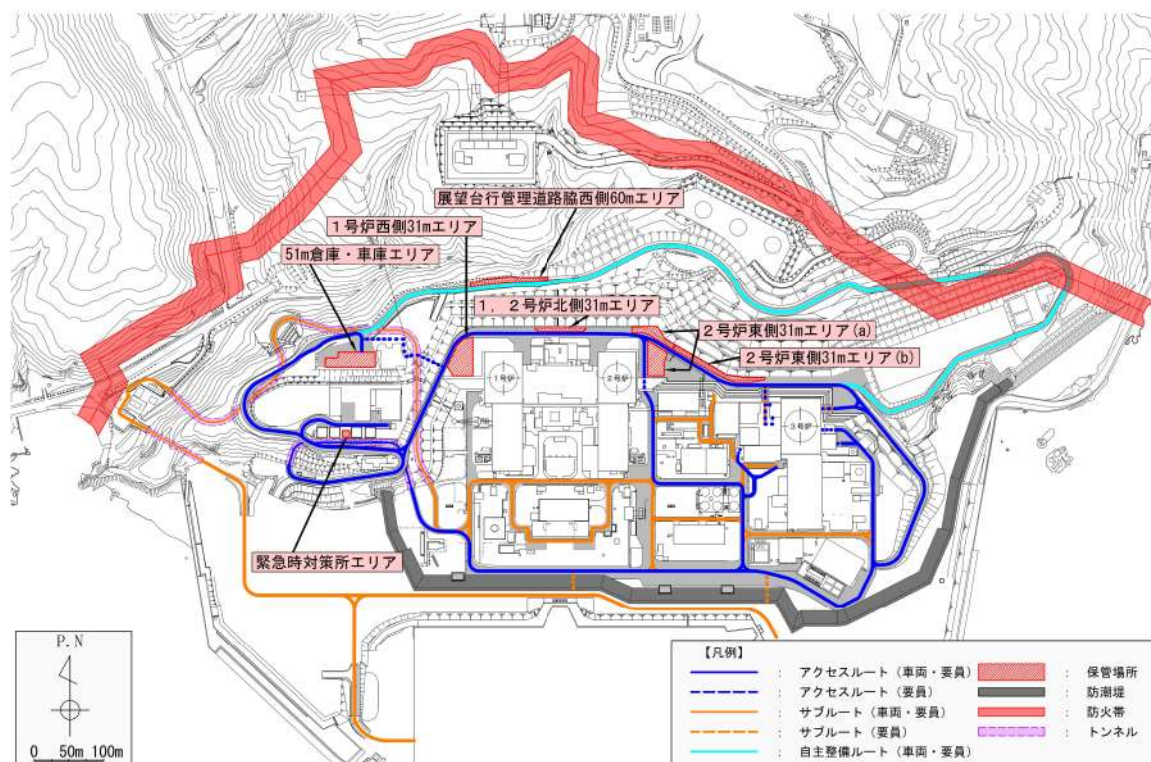 展望台行管理道路脇西側60mエリア
1号炉西側31mエリア
51m倉庫・車庫エリア
1,2号炉北側31mエリア
2号炉東側31mエリア(a)
2号炉東側31mエリア(b)
1号炉
2号炉
3号炉
緊急時対策所エリア
P.N
0 50m 100m
【凡例】
: アクセスルート(車両・要員)
: アクセスルート(要員)
: サブルート(車両・要員)
: サブルート(要員)
: 自主整備ルート(車両・要員)
: 保管場所
: 防潮堤
: 防火帯
: トンネル